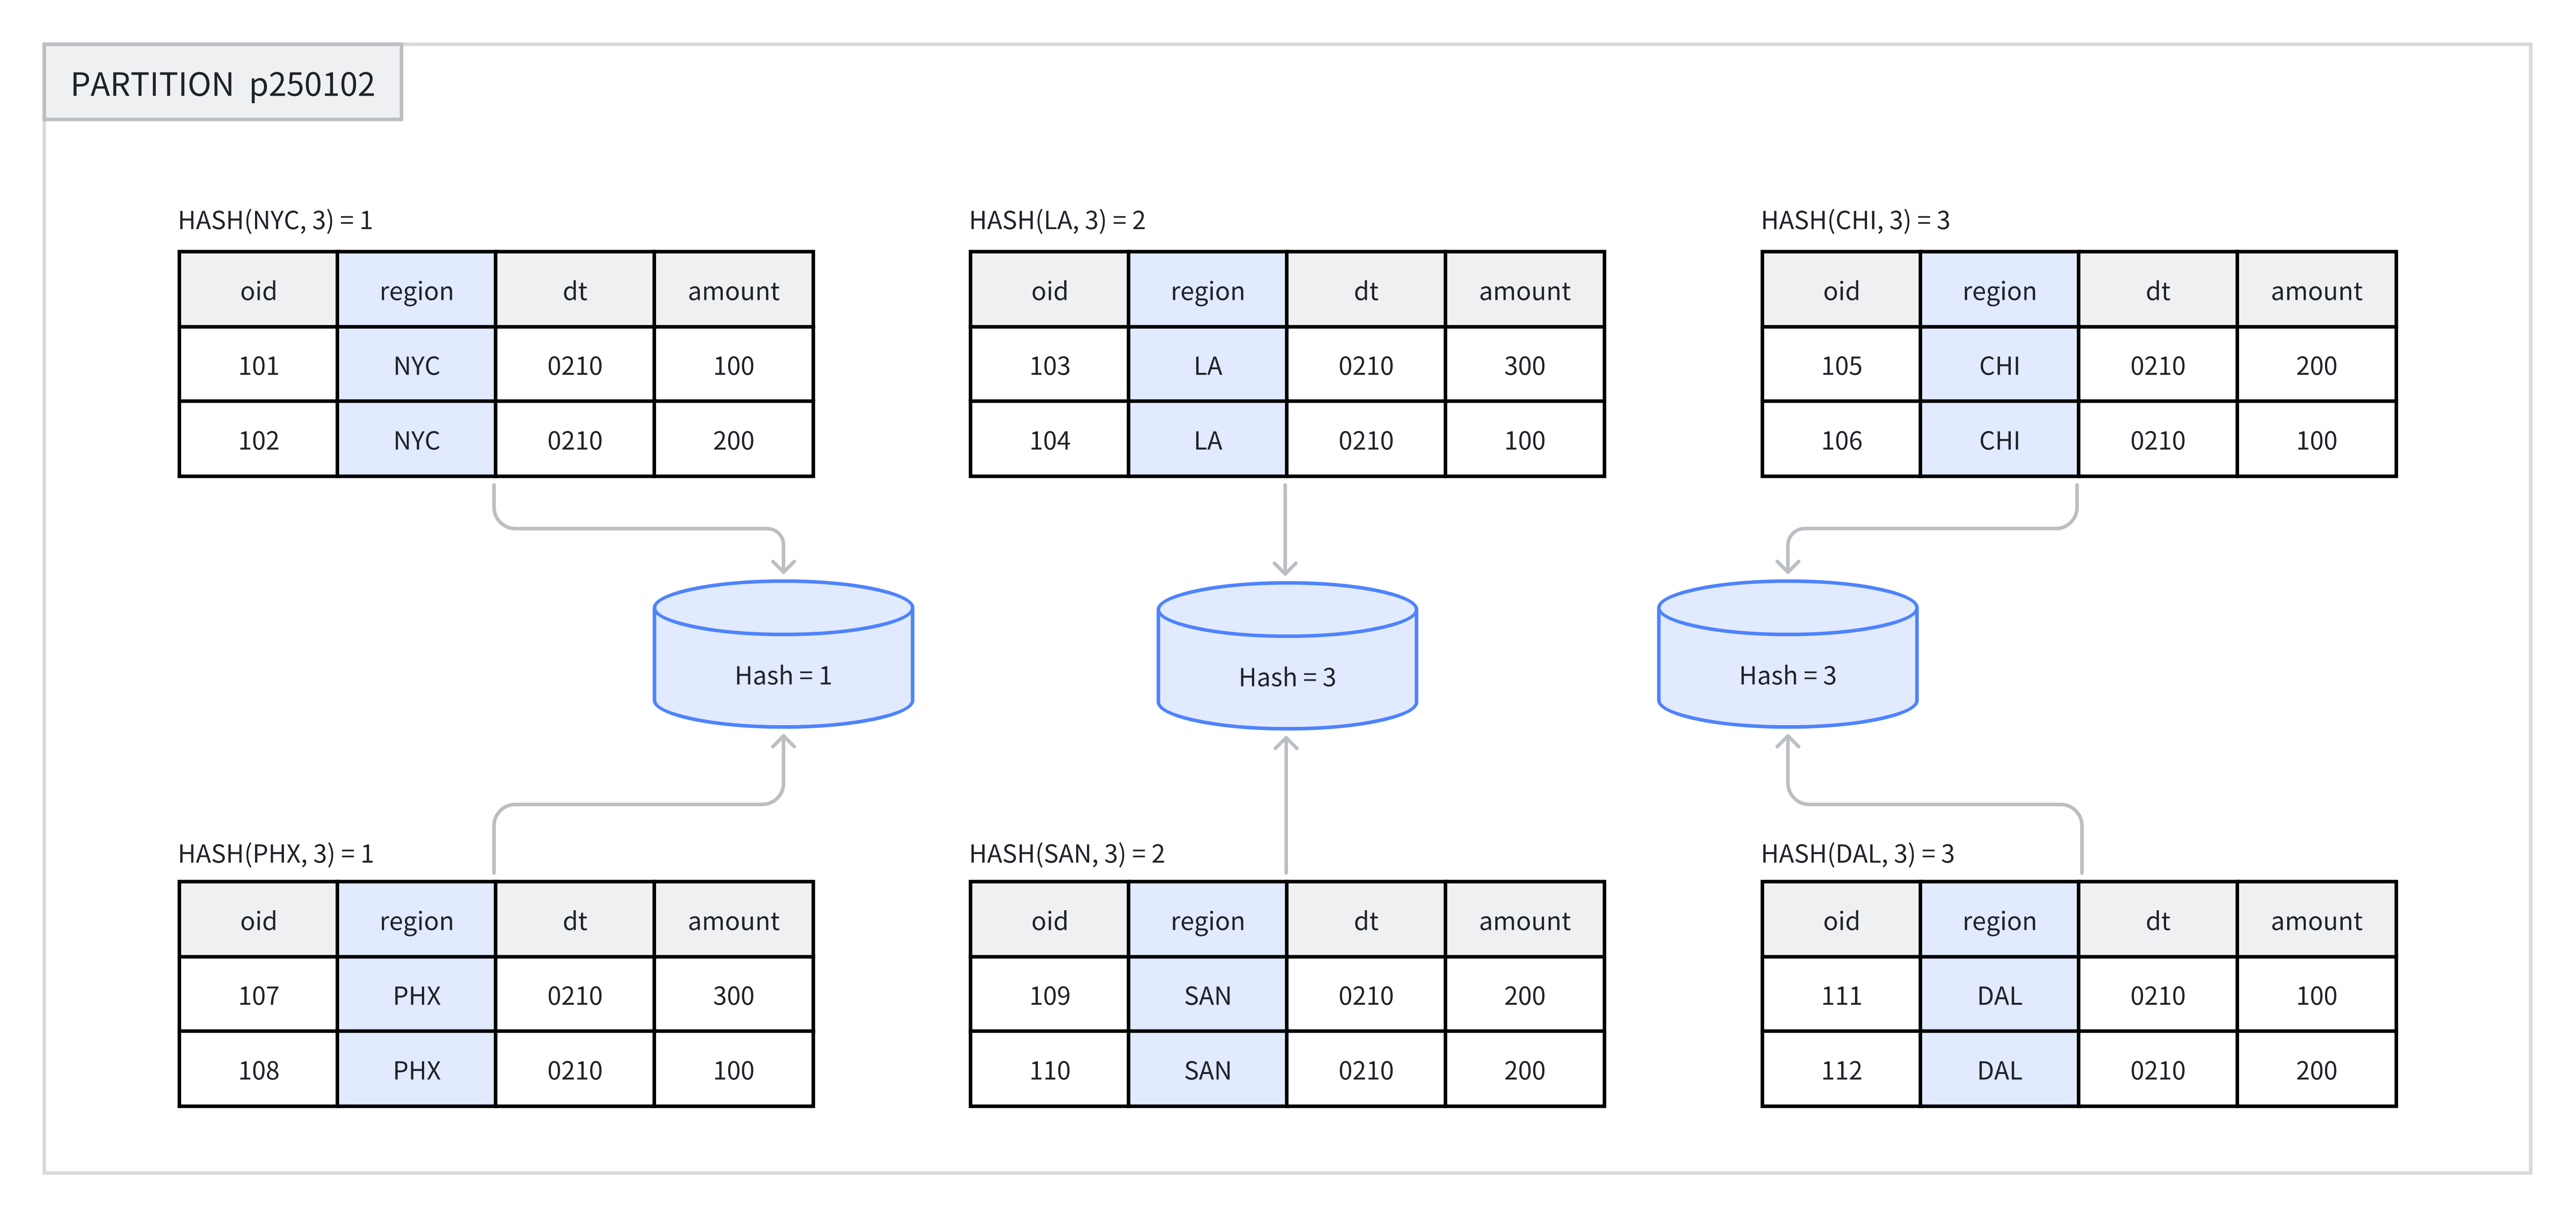 PARTITION p250102
HASH(NYC, 3) = 1
oid region dt amount
101 NYC 0210 100
102 NYC 0210 200
HASH(LA, 3) = 2
oid region dt amount
103 LA 0210 300
104 LA 0210 100
HASH(CHI, 3) = 3
oid region dt amount
105 CHI 0210 200
106 CHI 0210 100
Hash = 1
Hash = 3
Hash = 3
HASH(PHX, 3) = 1
oid region dt amount
107 PHX 0210 300
108 PHX 0210 100
HASH(SAN, 3) = 2
oid region dt amount
109 SAN 0210 200
110 SAN 0210 200
HASH(DAL, 3) = 3
oid region dt amount
111 DAL 0210 100
112 DAL 0210 200